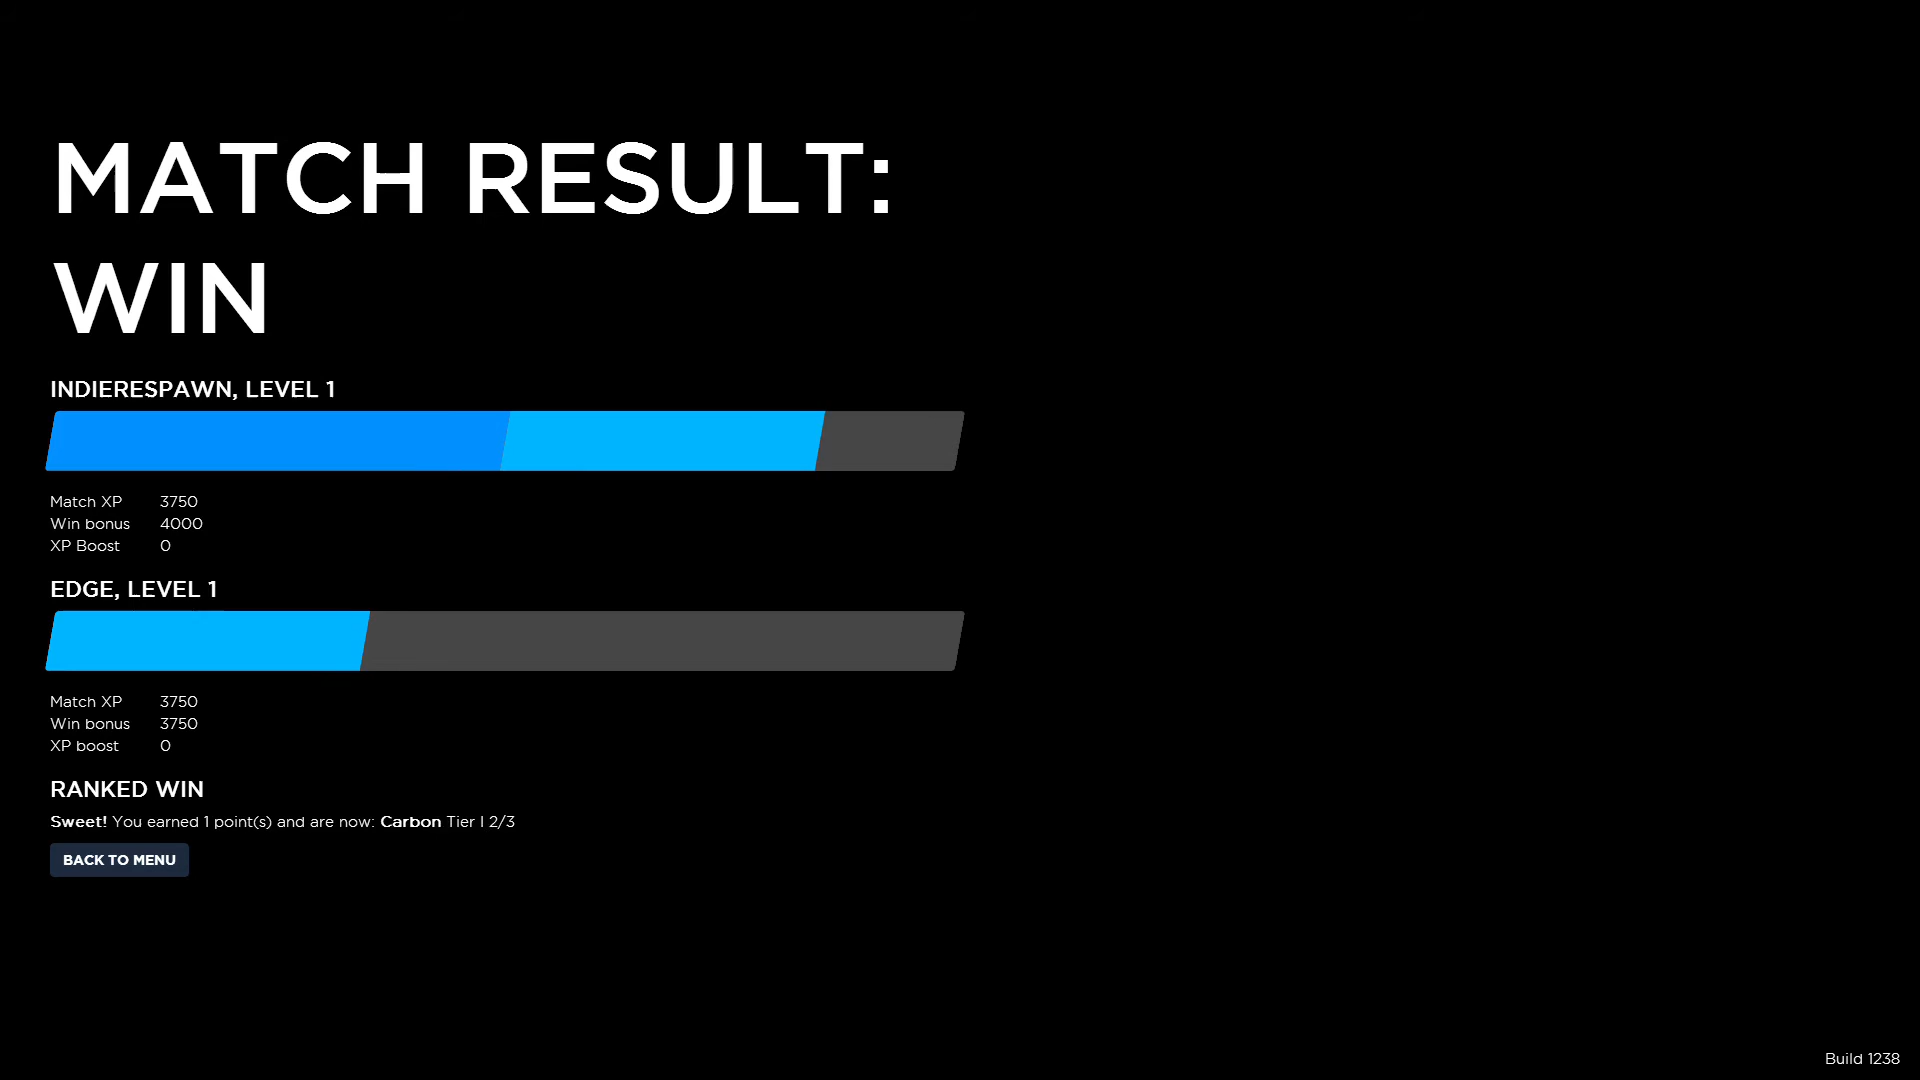 MATCH RESULT:
WIN
INDIERESPAWN, LEVEL 1
Match XP 3750
Win bonus 4000
XP Boost 0
EDGE, LEVEL 1
Match XP 3750
Win bonus 3750
XP boost 0
RANKED WIN
Sweet! You earned 1 point(s) and are now: Carbon Tier I 2/3
BACK TO MENU
Build 1238